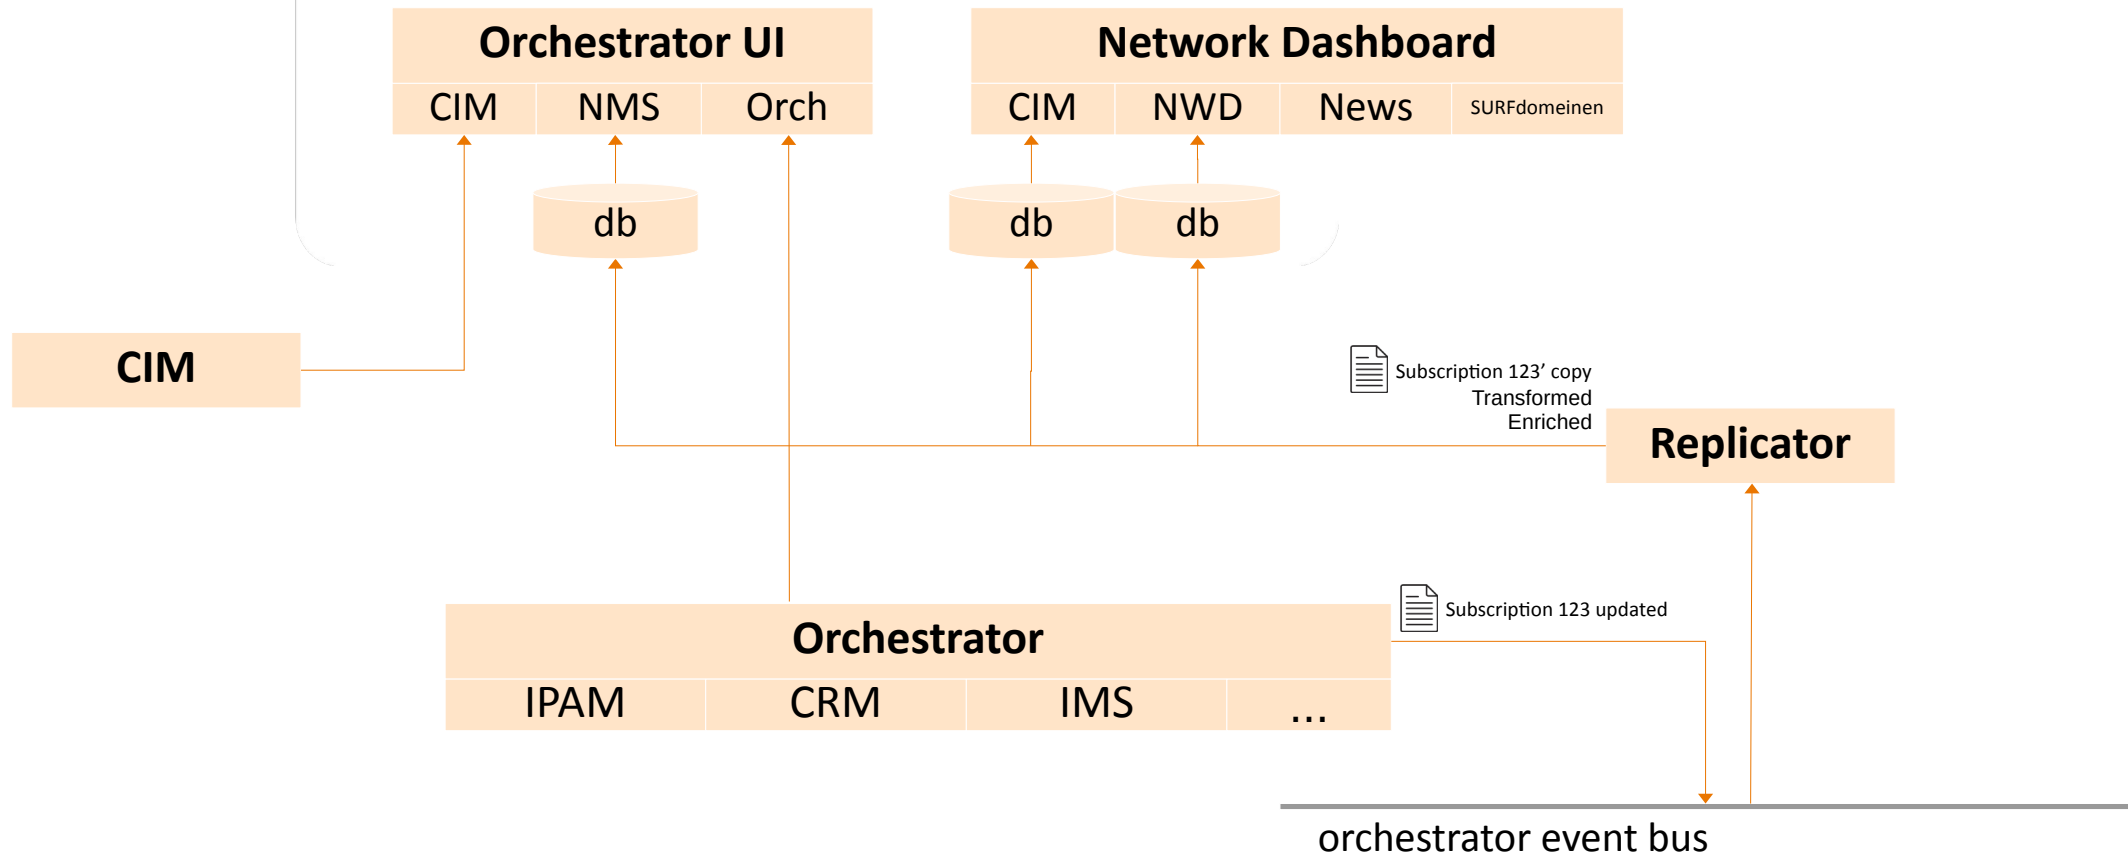 Orchestrator UI
CIM
NMS
Orch
Network Dashboard
CIM
NWD
News
SURFdomeinen
db
db
db
CIM
Subscription 123’ copy
Transformed
Enriched
Replicator
Subscription 123 updated
Orchestrator
IPAM
CRM
IMS
...
orchestrator event bus